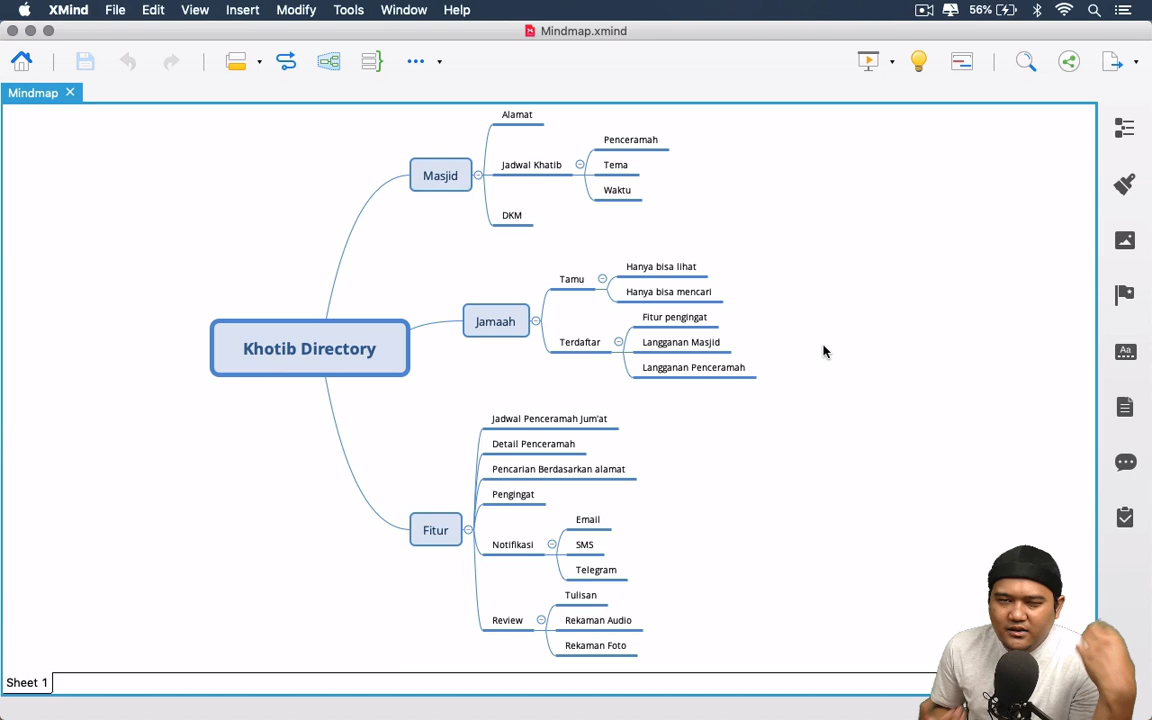 XMind File Edit View Insert Modify Tools Window Help 56%
Mindmap.xmind
Mindmap
Khotib Directory
Masjid
Alamat
Jadwal Khatib
Penceramah
Tema
Waktu
DKM
Jamaah
Tamu
Hanya bisa lihat
Hanya bisa mencari
Terdaftar
Fitur pengingat
Langganan Masjid
Langganan Penceramah
Fitur
Jadwal Penceramah Jum'at
Detail Penceramah
Pencarian Berdasarkan alamat
Pengingat
Notifikasi
Email
SMS
Telegram
Review
Tulisan
Rekaman Audio
Rekaman Foto
Aa
Sheet 1